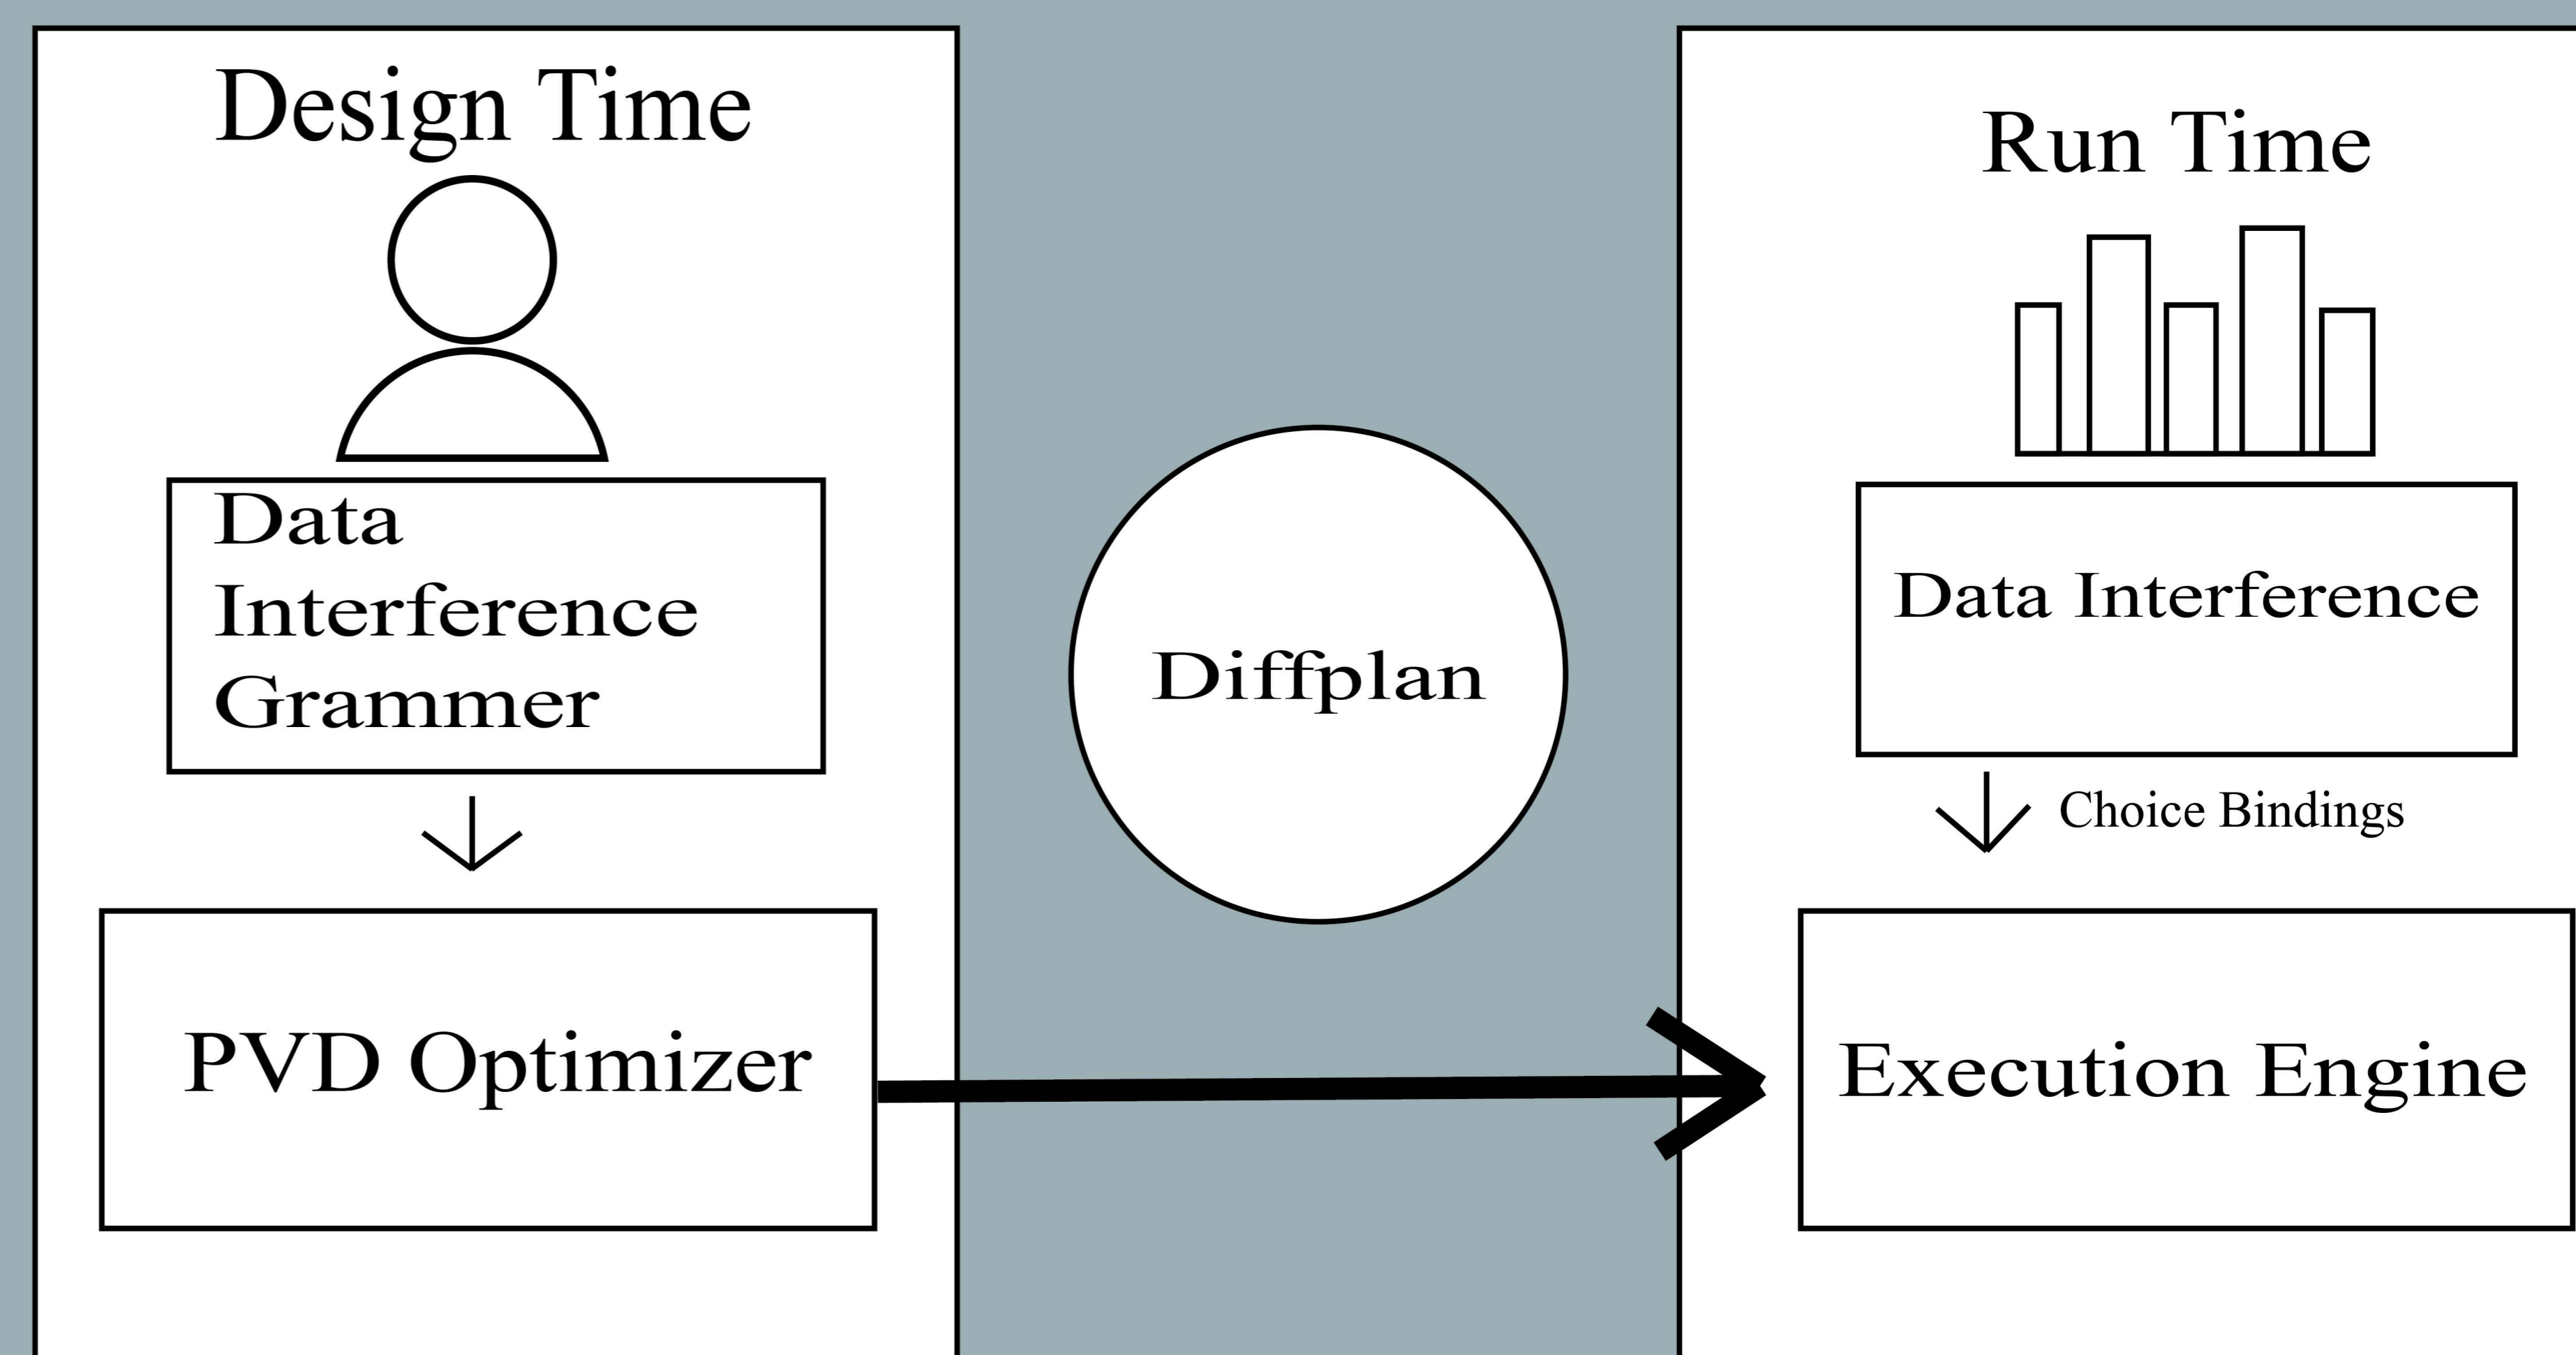 Design Time
Data
Interference
Grammer
PVD Optimizer
Diffplan
Run Time
Data Interference
Choice Bindings
Execution Engine